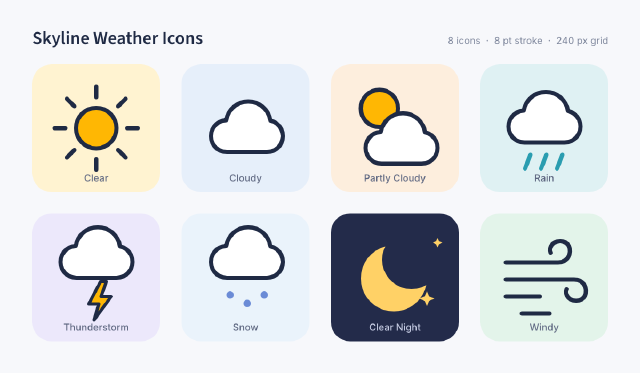 Skyline Weather Icons
8 icons · 8 pt stroke · 240 px grid
Clear
Cloudy
Partly Cloudy
Rain
Thunderstorm
Snow
Clear Night
Windy